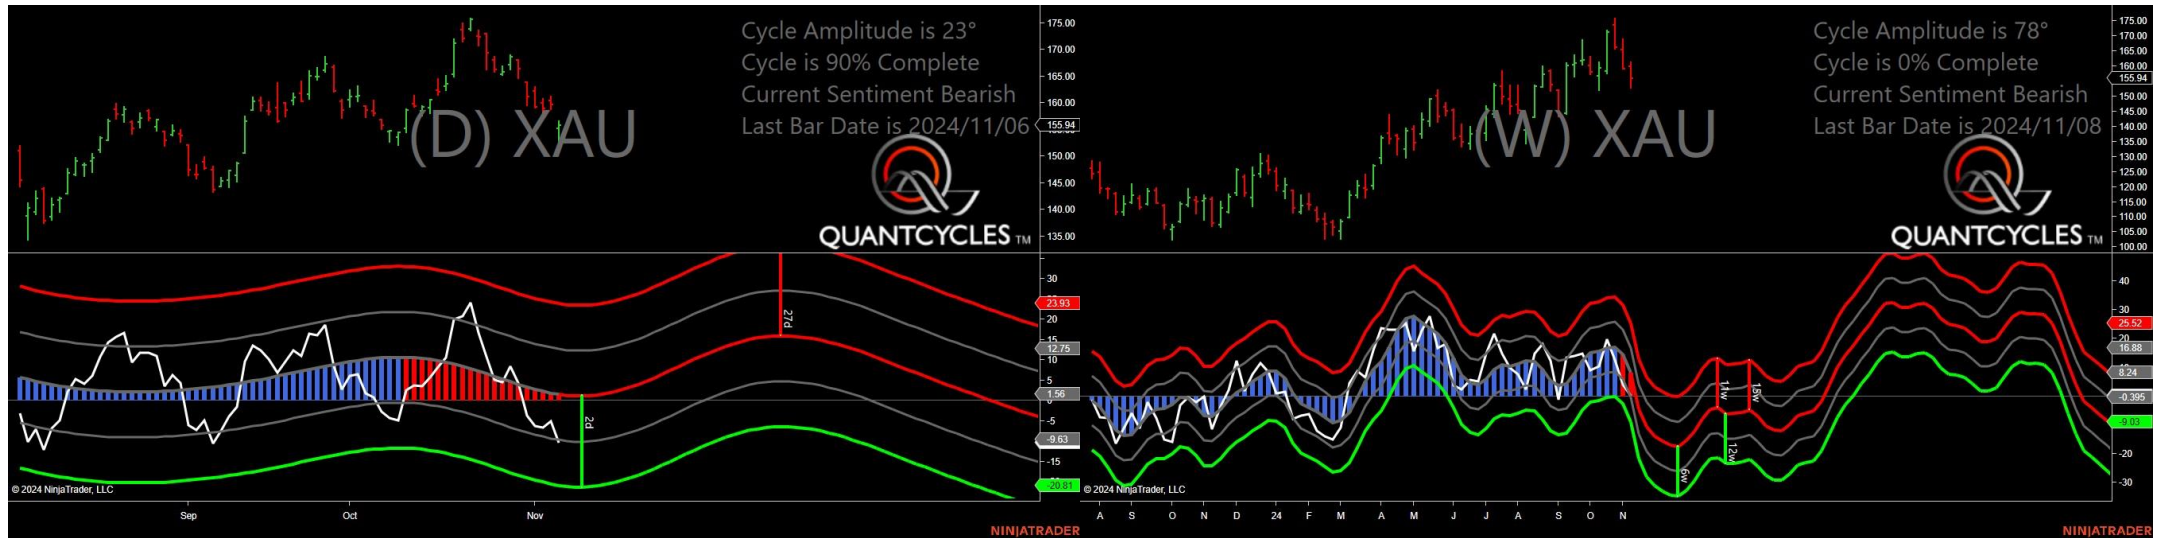 Cycle Amplitude is 23°
Cycle is 90% Complete
Current Sentiment Bearish
Last Bar Date is 2024/11/06
(D) XAU
QUANTCYCLES TM
175.00
170.00
165.00
160.00
155.94
150.00
145.00
140.00
135.00
30
23.93
20
15
12.75
10
5
1.56
0
-5
-9.63
-15
-20.81
27d
2d
© 2024 NinjaTrader, LLC
Sep
Oct
Nov
NINJATRADER
Cycle Amplitude is 78°
Cycle is 0% Complete
Current Sentiment Bearish
Last Bar Date is 2024/11/08
(W) XAU
QUANTCYCLES TM
175.00
170.00
165.00
160.00
155.94
150.00
145.00
140.00
135.00
130.00
125.00
120.00
115.00
110.00
105.00
100.00
40
30
25.52
20
16.88
8.24
-0.395
-9.03
-20
-30
11w
15w
12w
6w
© 2024 NinjaTrader, LLC
A S O N D 24 F M A M J J A S O N
NINJATRADER